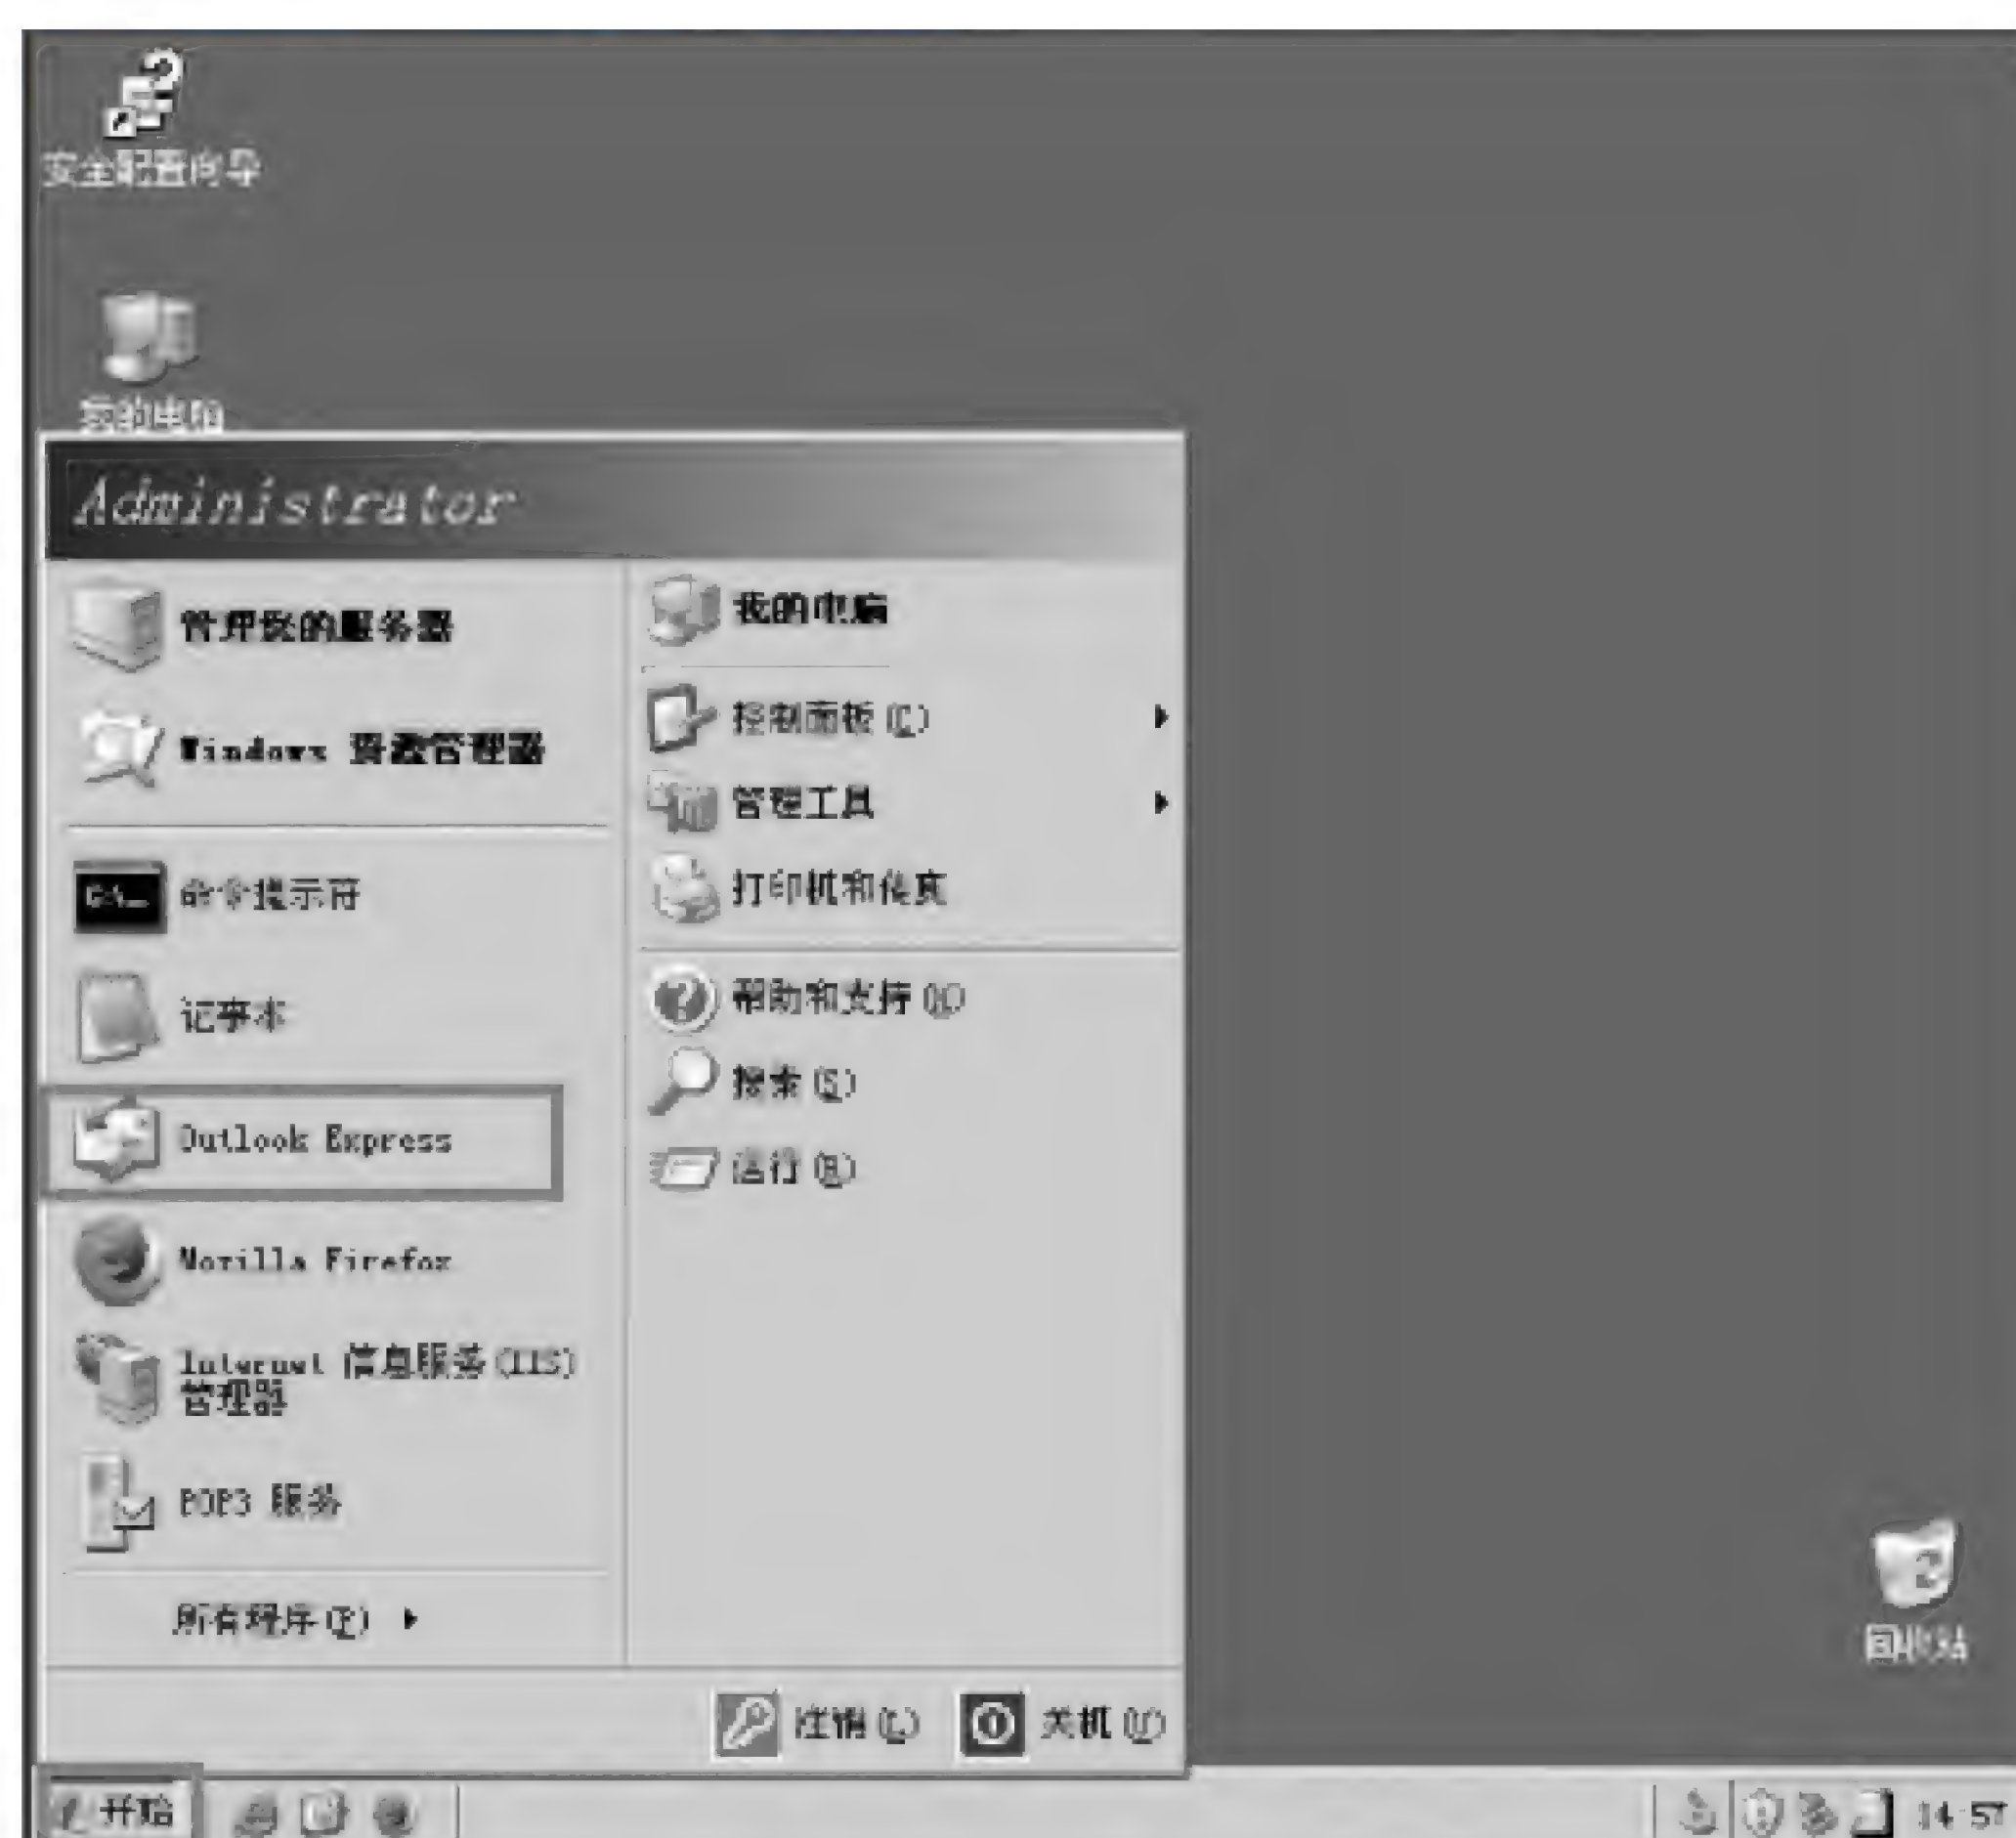 安全配置向导
我的电脑
Administrator
管理您的服务器
Windows 资源管理器
命令提示符
记事本
Outlook Express
Mozilla Firefox
Internet 信息服务(IIS)
管理器
POP3 服务
所有程序(P)
我的电脑
控制面板(C)
管理工具
打印机和传真
帮助和支持(H)
搜索(S)
运行(R)
注销(L)
关机(U)
回收站
开始
14:57